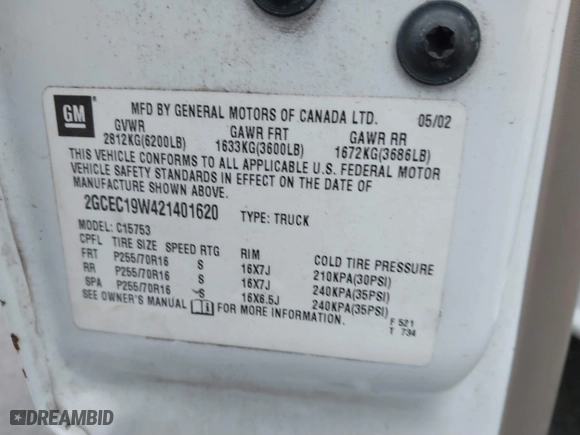 GM
MFD BY GENERAL MOTORS OF CANADA LTD. 05/02
GVWR GAWR FRT GAWR RR
2812KG(6200LB) 1633KG(3600LB) 1672KG(3686LB)
THIS VEHICLE CONFORMS TO ALL APPLICABLE U.S. FEDERAL MOTOR
VEHICLE SAFETY STANDARDS IN EFFECT ON THE DATE OF
MANUFACTURE SHOWN ABOVE.
2GCEC19W421401620 TYPE: TRUCK
MODEL: C15753
CPFL TIRE SIZE SPEED RTG RIM COLD TIRE PRESSURE
FRT P255/70R16 S 16X7J 210KPA(30PSI)
RR P255/70R16 S 16X7J 240KPA(35PSI)
SPA P255/70R16 S 16X6.5J 240KPA(35PSI)
SEE OWNER'S MANUAL FOR MORE INFORMATION.
F 521
T 734
DREAMBID